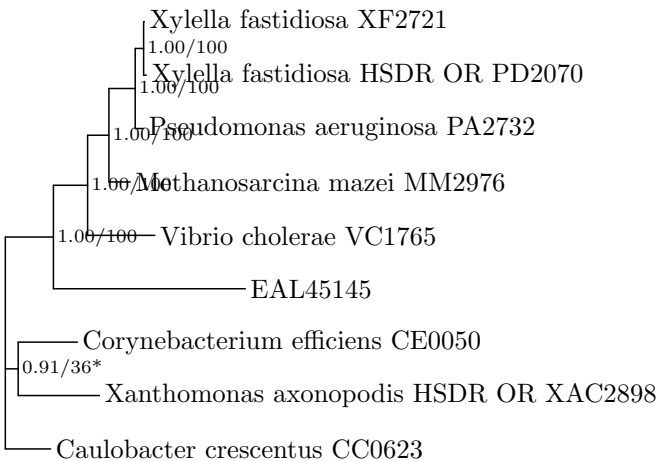 Xylella fastidiosa XF2721
1.00/100
Xylella fastidiosa HSDR OR PD2070
1.00/100
Pseudomonas aeruginosa PA2732
1.00/100
Methanosarcina mazei MM2976
1.00/100
Vibrio cholerae VC1765
1.00/100
EAL45145
Corynebacterium efficiens CE0050
0.91/36*
Xanthomonas axonopodis HSDR OR XAC2898
Caulobacter crescentus CC0623